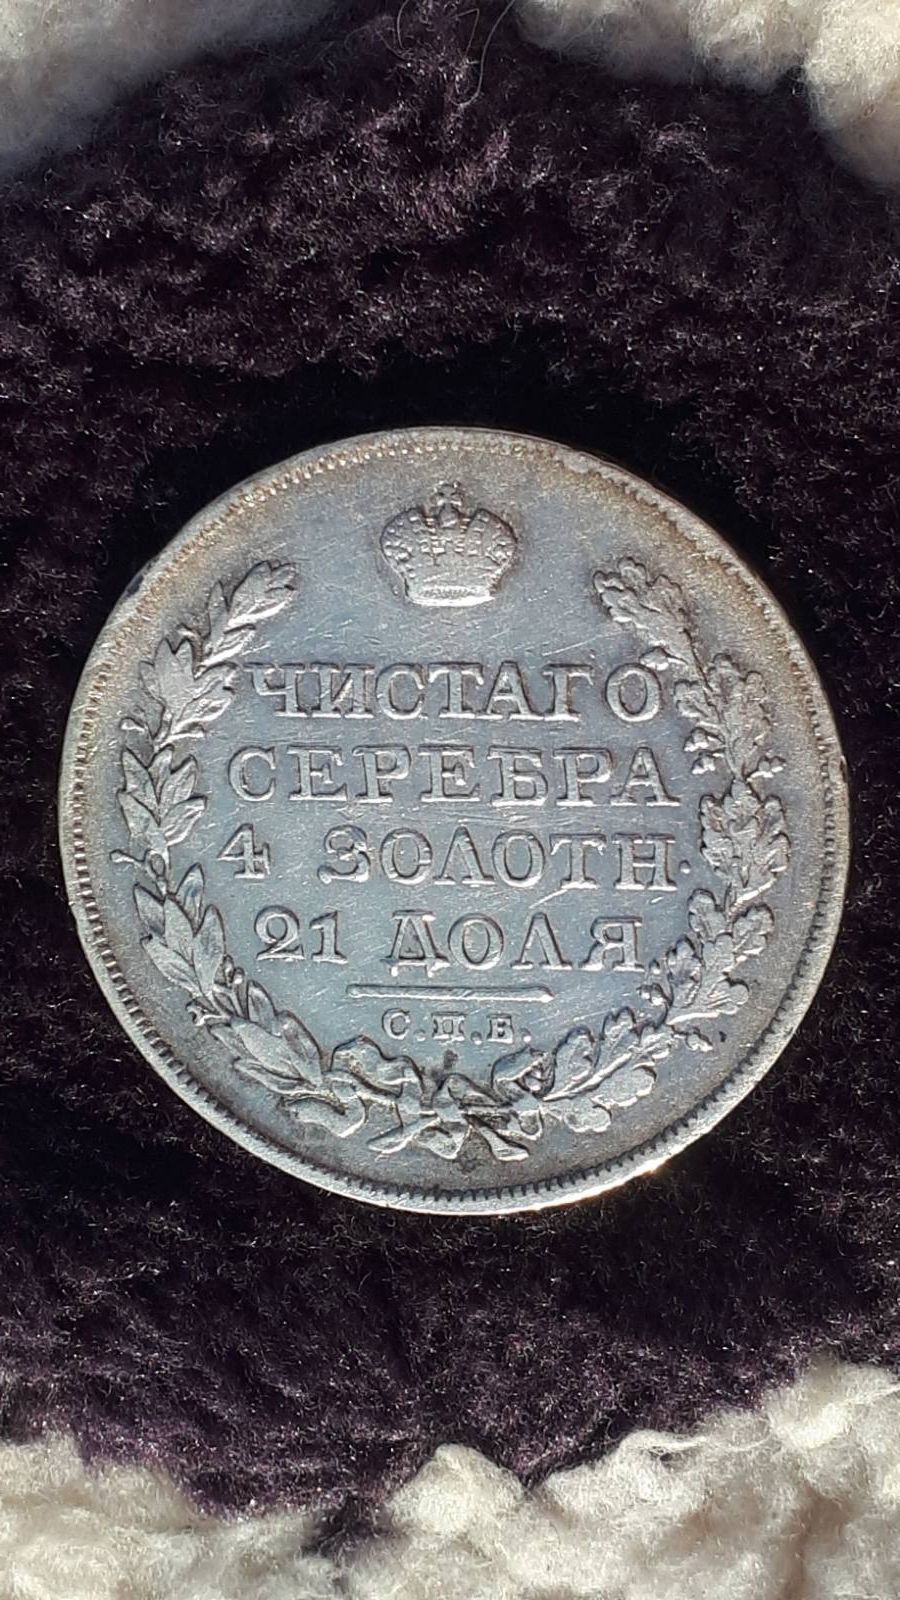 ЧИСТАГО
СЕРЕБРА
4 ЗОЛОТН.
21 ДОЛЯ
С.П.Б.